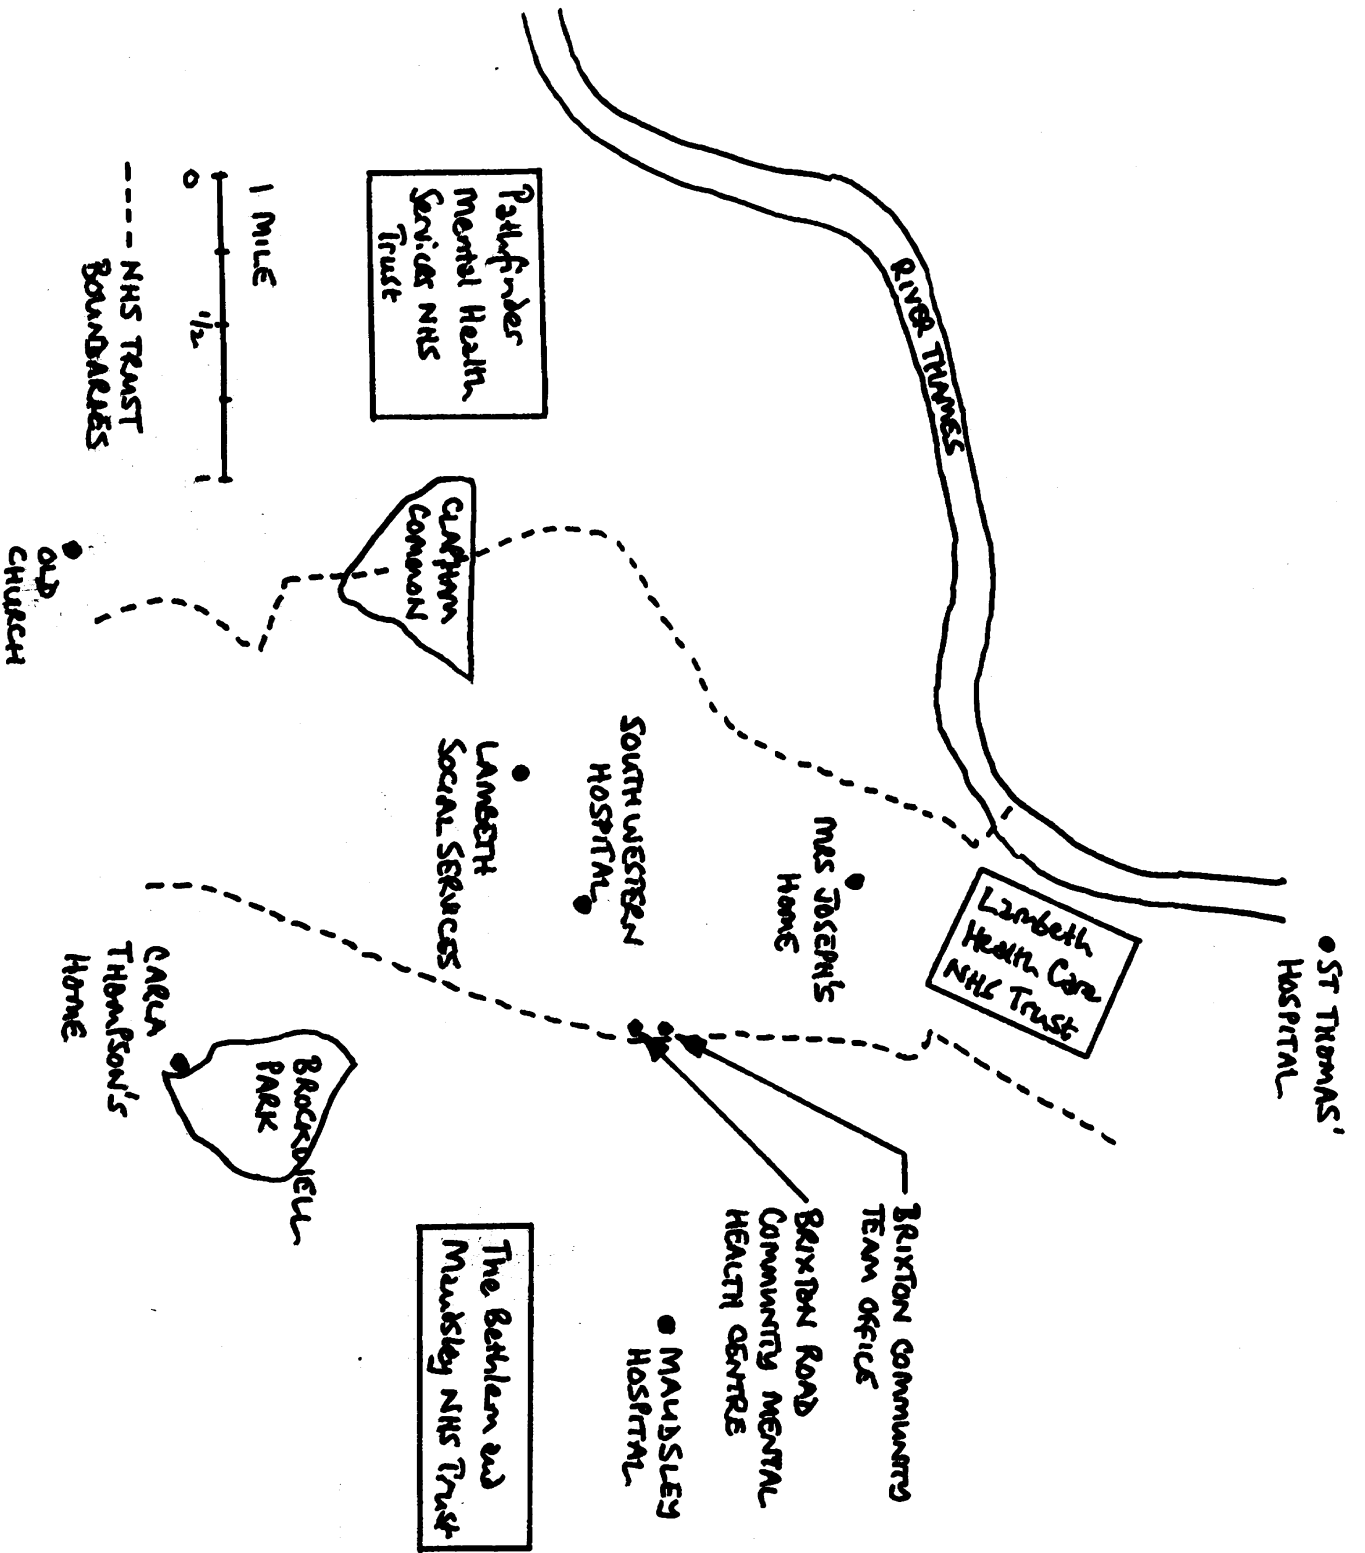 • ST THOMAS'
HOSPITAL
RIVER THAMES
Lambeth
Health Care
NHS Trust
BRIXTON COMMUNITY
TEAM OFFICE
MRS JOSEPH'S
HOME
BRIXTON ROAD
COMMUNITY MENTAL
HEALTH CENTRE
SOUTH WESTERN
HOSPITAL
MAUDSLEY
HOSPITAL
Pathfinder
Mental Health
Services NHS
Trust
CLAPHAM
COMMON
LAMBETH
SOCIAL SERVICES
The Bethlem and
Maudsley NHS Trust
BROCKWELL
PARK
1 MILE
0 1/2 1
CARLA
THOMPSON'S
HOME
---- NHS TRUST
BOUNDARIES
OLD
CHURCH